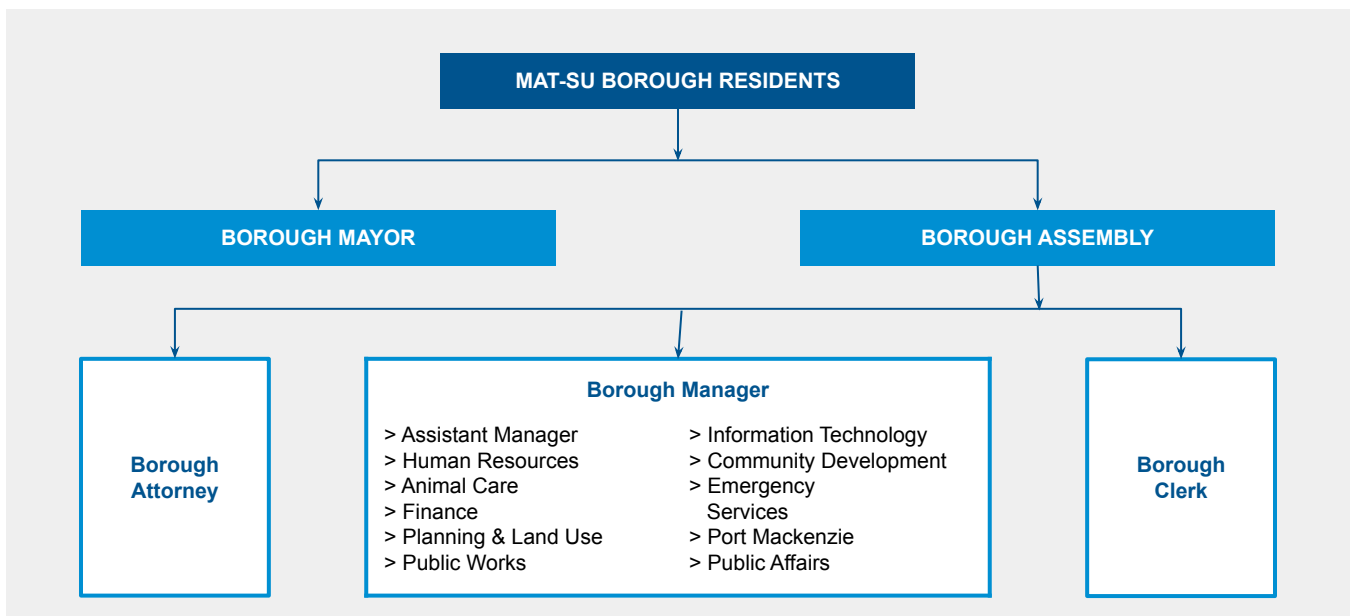 MAT-SU BOROUGH RESIDENTS
BOROUGH MAYOR
BOROUGH ASSEMBLY
Borough
Attorney
Borough Manager
> Assistant Manager
> Human Resources
> Animal Care
> Finance
> Planning & Land Use
> Public Works
> Information Technology
> Community Development
> Emergency
Services
> Port Mackenzie
> Public Affairs
Borough
Clerk